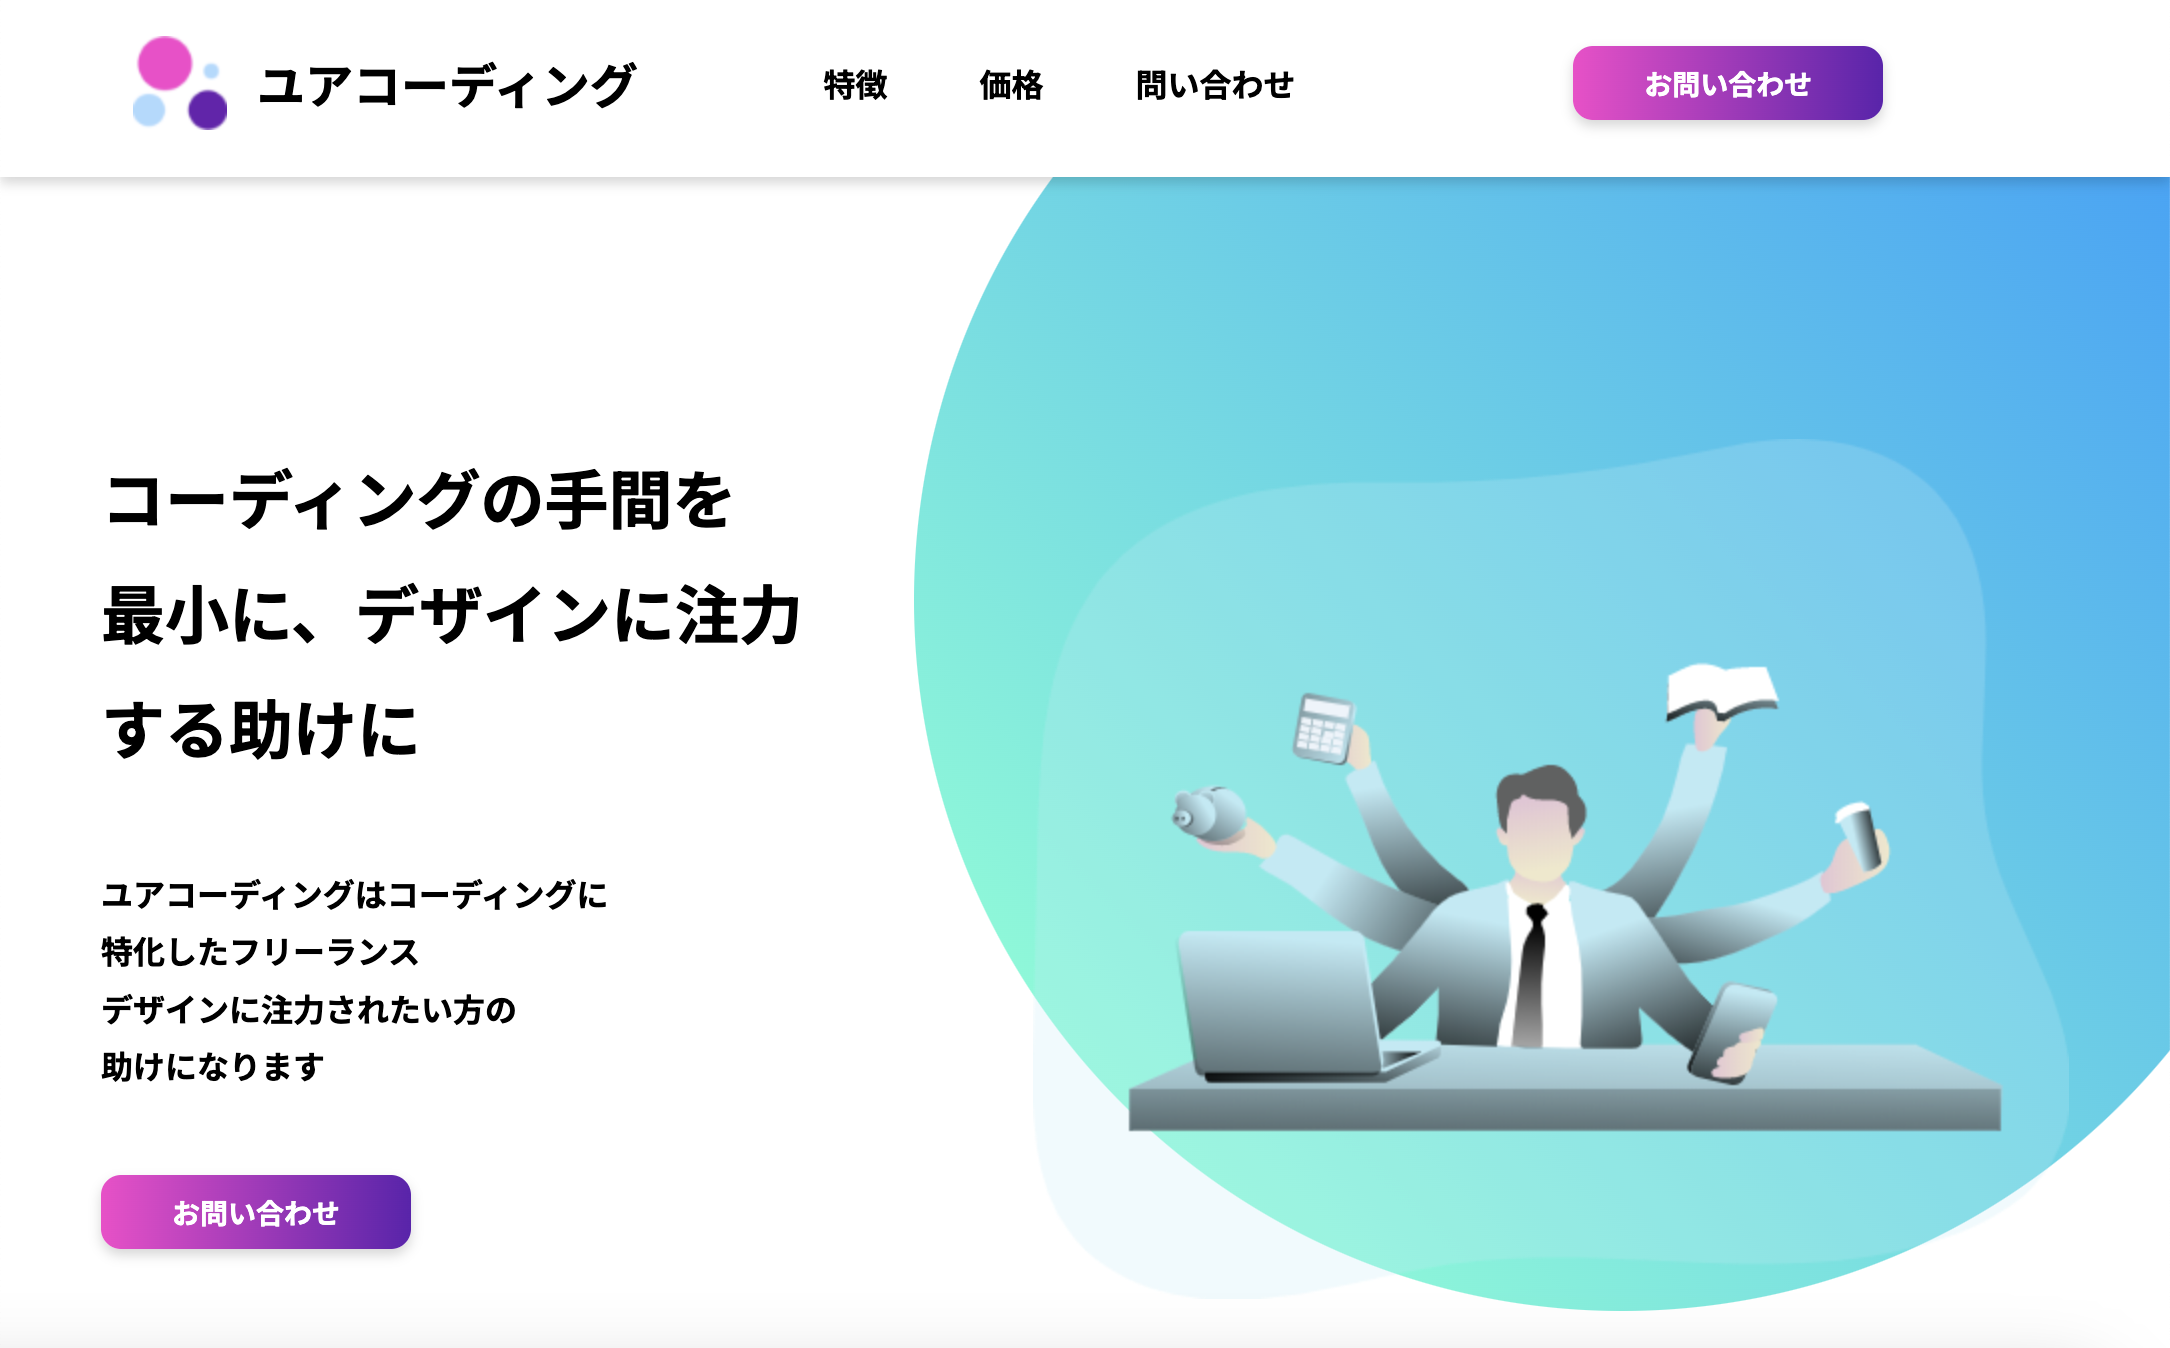 ユアコーディング
特徴
価格
問い合わせ
お問い合わせ
コーディングの手間を
最小に、デザインに注力
する助けに
ユアコーディングはコーディングに
特化したフリーランス
デザインに注力されたい方の
助けになります
お問い合わせ